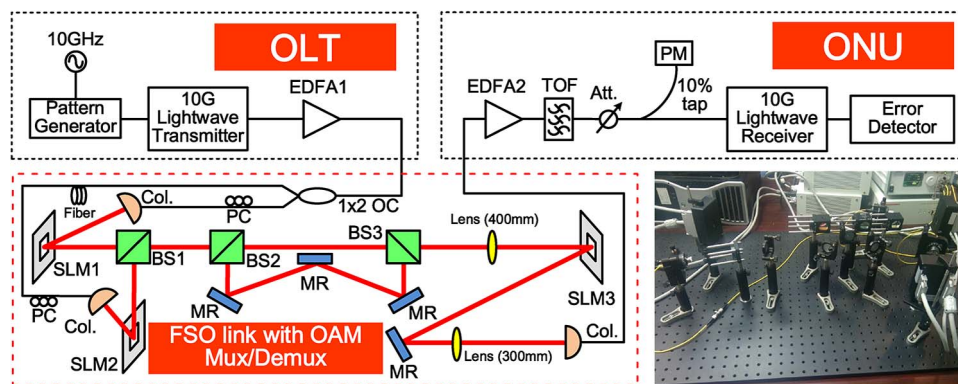 10GHz
OLT
Pattern
Generator
10G
Lightwave
Transmitter
EDFA1
ONU
PM
EDFA2
TOF
Att.
10%
tap
10G
Lightwave
Receiver
Error
Detector
Fiber
Col.
PC
1x2 OC
SLM1
BS1
BS2
BS3
Lens (400mm)
MR
SLM3
PC
Col.
SLM2
MR
MR
FSO link with OAM
Mux/Demux
MR
Lens (300mm)
Col.